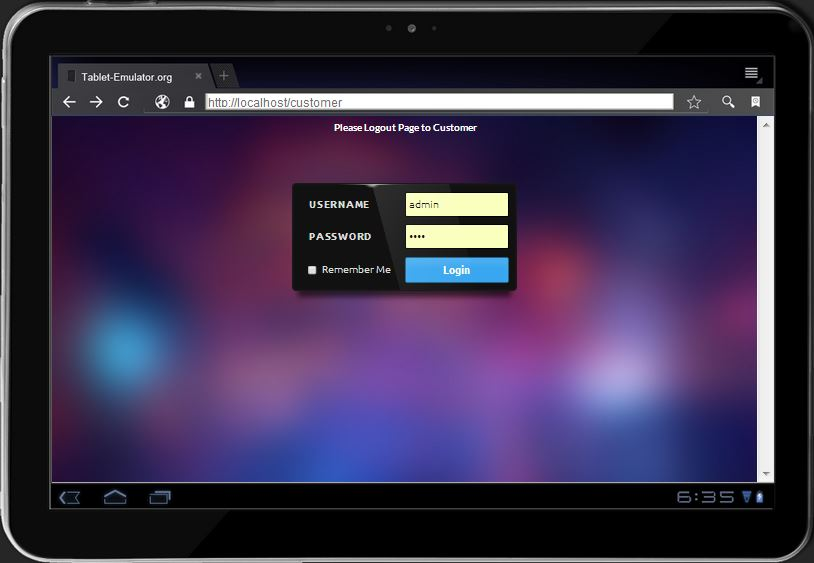 Tablet-Emulator.org
http://localhost/customer
Please Logout Page to Customer
USERNAME
admin
PASSWORD
••••
Remember Me
Login
6:35